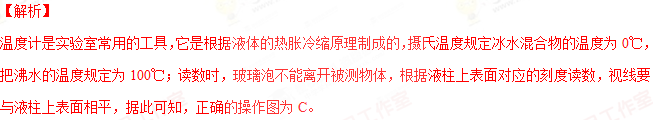 【解析】
温度计是实验室常用的工具，它是根据液体的热胀冷缩原理制成的，摄氏温度规定冰水混合物的温度为 0℃，
把沸水的温度规定为 100℃；读数时，玻璃泡不能离开被测物体，根据液柱上表面对应的刻度读数，视线要
与液柱上表面相平，据此可知，正确的操作图为 C。